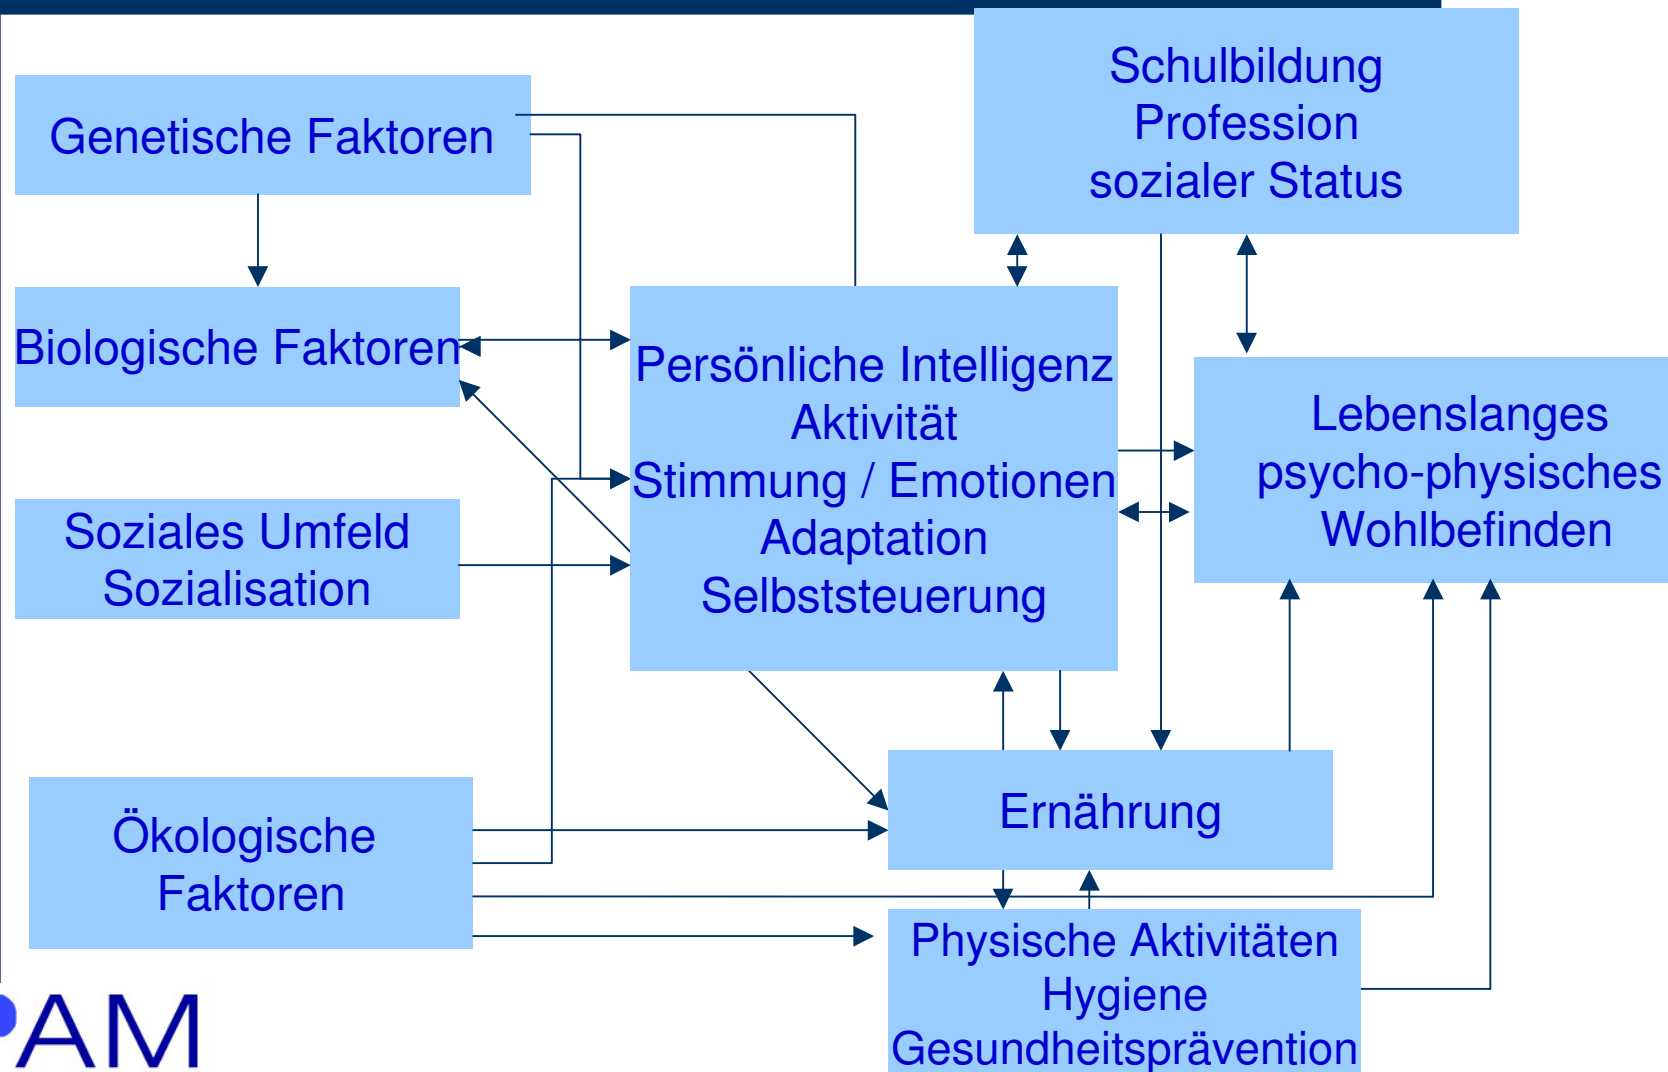 Schulbildung
Profession
sozialer Status
Genetische Faktoren
Biologische Faktoren
Persönliche Intelligenz
Aktivität
Stimmung / Emotionen
Adaptation
Selbststeuerung
Lebenslanges
psycho-physisches
Wohlbefinden
Soziales Umfeld
Sozialisation
Ernährung
Ökologische
Faktoren
Physische Aktivitäten
Hygiene
Gesundheitsprävention
AM